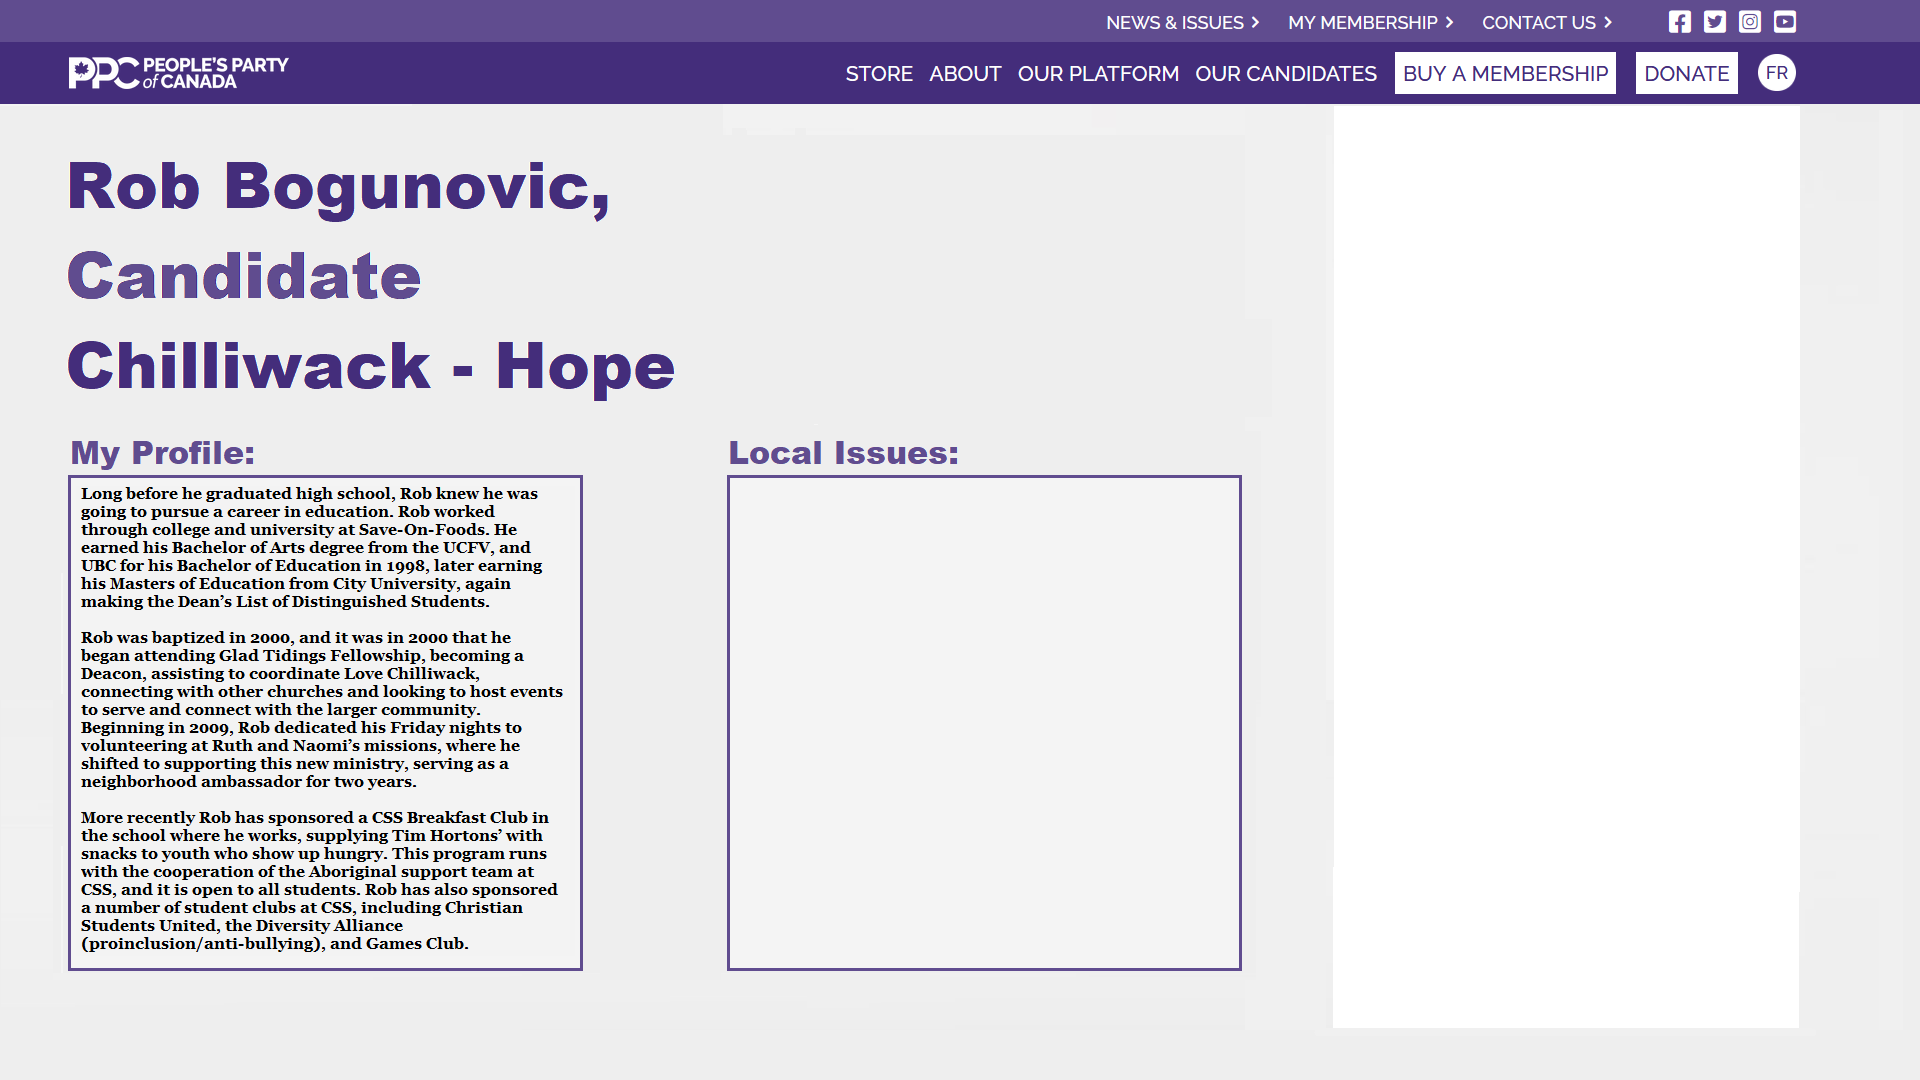 NEWS & ISSUES
MY MEMBERSHIP
CONTACT US
PPC PEOPLE'S PARTY
of CANADA
STORE
ABOUT
OUR PLATFORM
OUR CANDIDATES
BUY A MEMBERSHIP
DONATE
FR
Rob Bogunovic,
Candidate
Chilliwack - Hope
My Profile:
Long before he graduated high school, Rob knew he was
going to pursue a career in education. Rob worked
through college and university at Save-On-Foods. He
earned his Bachelor of Arts degree from the UCFV, and
UBC for his Bachelor of Education in 1998, later earning
his Masters of Education from City University, again
making the Dean's List of Distinguished Students.
Rob was baptized in 2000, and it was in 2000 that he
began attending Glad Tidings Fellowship, becoming a
Deacon, assisting to coordinate Love Chilliwack,
connecting with other churches and looking to host events
to serve and connect with the larger community.
Beginning in 2009, Rob dedicated his Friday nights to
volunteering at Ruth and Naomi's missions, where he
shifted to supporting this new ministry, serving as a
neighborhood ambassador for two years.
More recently Rob has sponsored a CSS Breakfast Club in
the school where he works, supplying Tim Hortons' with
snacks to youth who show up hungry. This program runs
with the cooperation of the Aboriginal support team at
CSS, and it is open to all students. Rob has also sponsored
a number of student clubs at CSS, including Christian
Students United, the Diversity Alliance
(proinclusion/anti-bullying), and Games Club.
Local Issues: